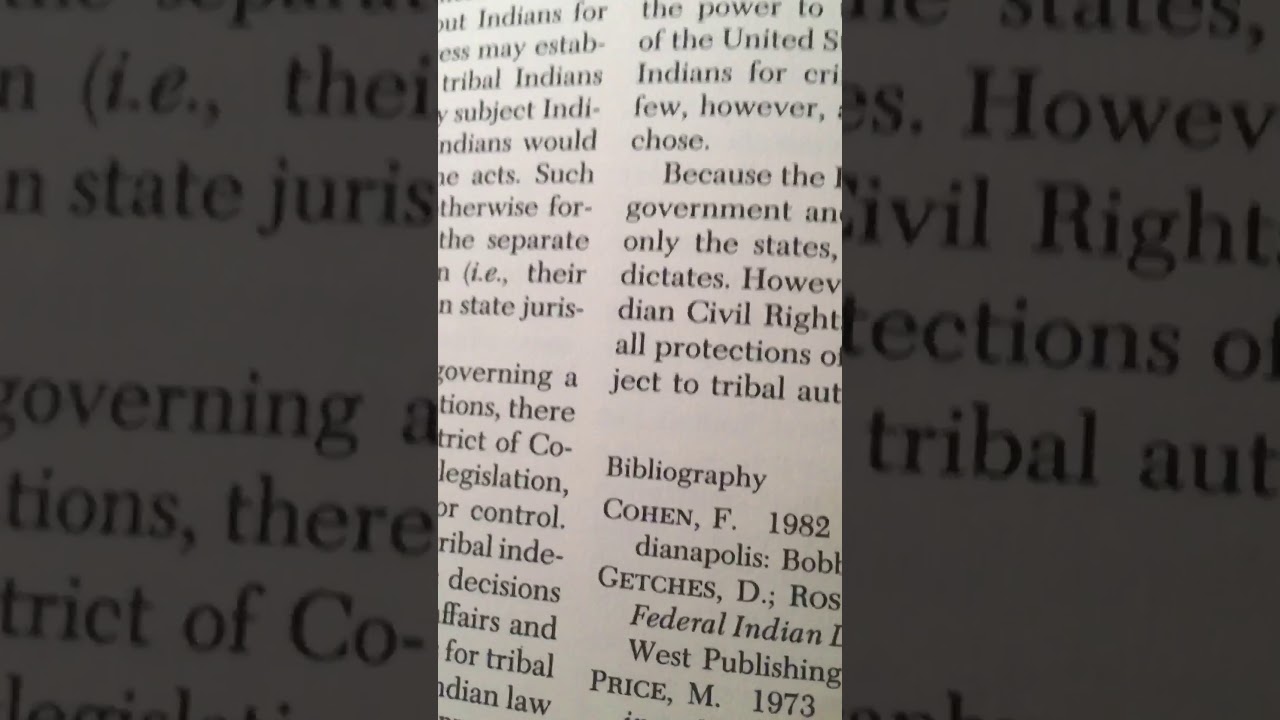 out Indians for
ess may estab-
tribal Indians
y subject Indi-
ndians would
ne acts. Such
therwise for-
the separate
n (i.e., their
n state juris-
governing a
tions, there
trict of Co-
legislation,
or control.
ribal inde-
decisions
ffairs and
for tribal
ndian law
the power to
of the United S
Indians for cri
few, however,
chose.
Because the I
government an
only the states,
dictates. Howev
dian Civil Right
all protections of
ject to tribal aut
Bibliography
COHEN, F. 1982
dianapolis: Bobb
GETCHES, D.; ROS
Federal Indian L
West Publishing
PRICE, M. 1973